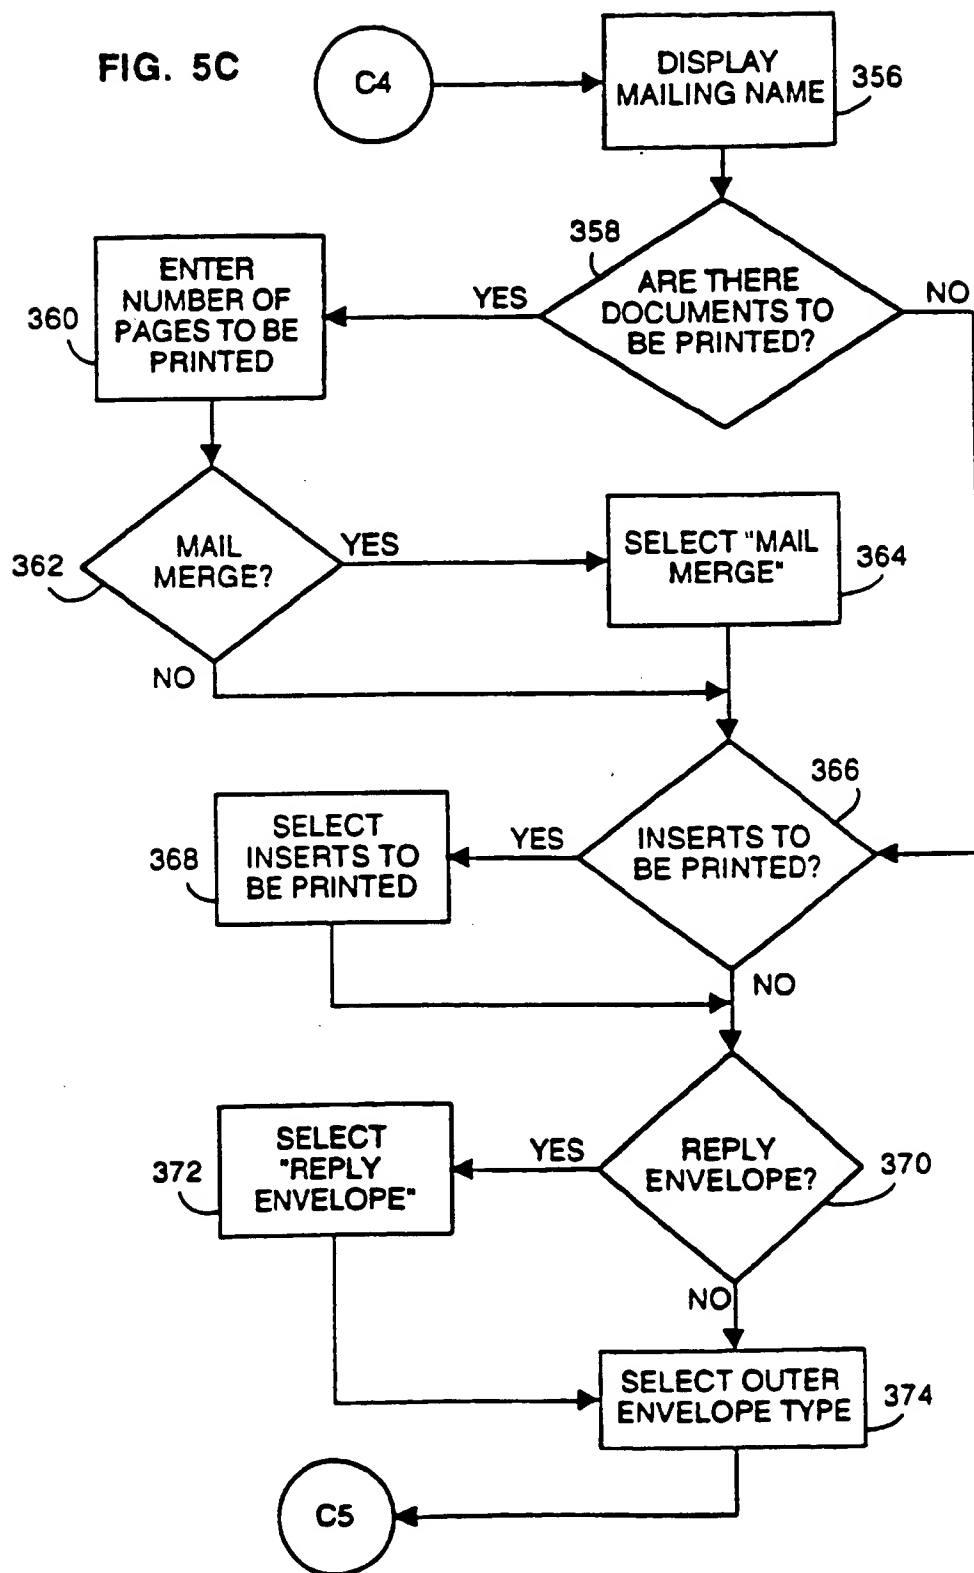 FIG. 5C
C4
DISPLAY
MAILING NAME
356
358
ARE THERE
DOCUMENTS TO
BE PRINTED?
YES
NO
ENTER
NUMBER OF
PAGES TO BE
PRINTED
360
MAIL
MERGE?
362
YES
NO
SELECT "MAIL
MERGE"
364
366
INSERTS TO
BE PRINTED?
YES
NO
SELECT
INSERTS TO
BE PRINTED
368
REPLY
ENVELOPE?
370
YES
NO
SELECT
"REPLY
ENVELOPE"
372
SELECT OUTER
ENVELOPE TYPE
374
C5